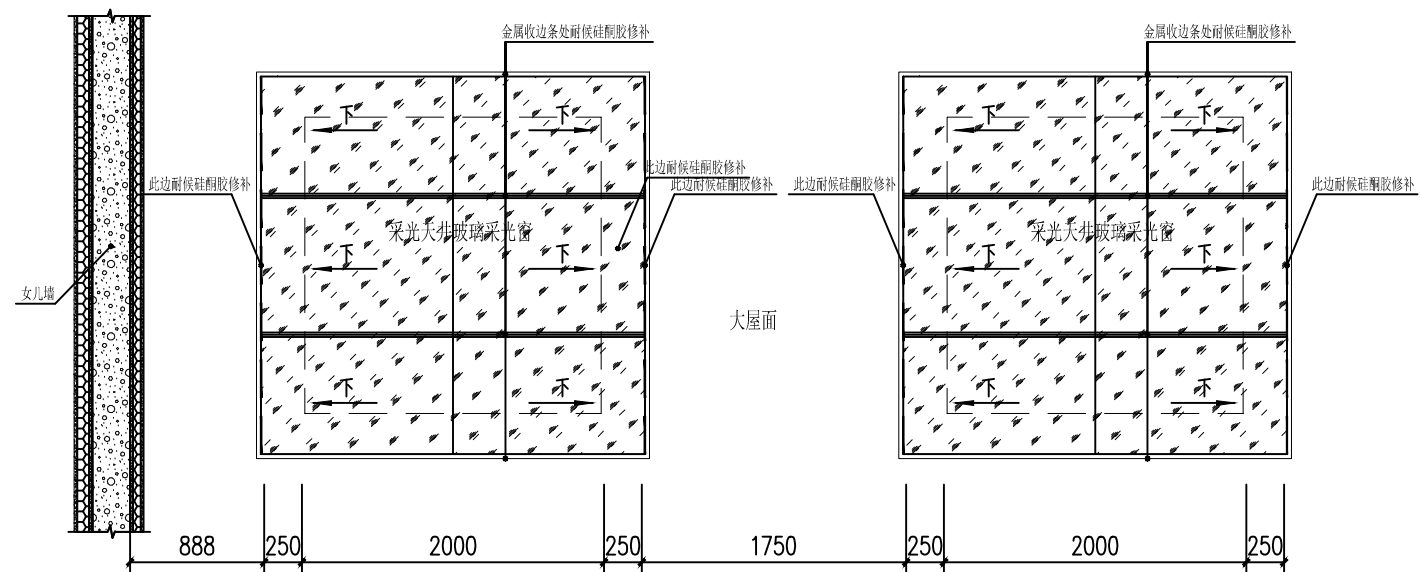 金属收边条处耐候硅酮胶修补
金属收边条处耐候硅酮胶修补
下
下
下
下
此边耐候硅酮胶修补
此边耐候硅酮胶修补
此边耐候硅酮胶修补
此边耐候硅酮胶修补
此边耐候硅酮胶修补
采光天井玻璃采光窗
采光天井玻璃采光窗
下
下
下
下
女儿墙
大屋面
下
下
下
下
888
250
2000
250
1750
250
2000
250